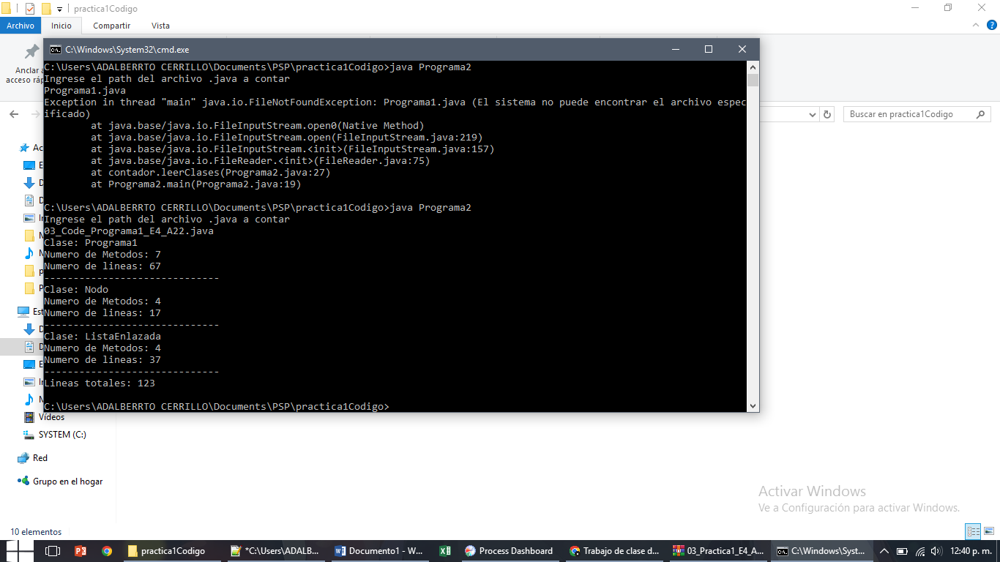 practica1Codigo
Archivo Inicio Compartir Vista
C:\Windows\System32\cmd.exe
Anclar a
acceso ráp
C:\Users\ADALBERRTO CERRILLO\Documents\PSP\practica1Codigo>java Programa2
Ingrese el path del archivo .java a contar
Programa1.java
Exception in thread "main" java.io.FileNotFoundException: Programa1.java (El sistema no puede encontrar el archivo espec
ificado)
at java.base/java.io.FileInputStream.open0(Native Method)
at java.base/java.io.FileInputStream.open(FileInputStream.java:219)
at java.base/java.io.FileInputStream.<init>(FileInputStream.java:157)
at java.base/java.io.FileReader.<init>(FileReader.java:75)
at contador.leerClases(Programa2.java:27)
at Programa2.main(Programa2.java:19)
C:\Users\ADALBERRTO CERRILLO\Documents\PSP\practica1Codigo>java Programa2
Ingrese el path del archivo .java a contar
03_Code_Programa1_E4_A22.java
Clase: Programa1
Numero de Metodos: 7
Numero de lineas: 67
------------------------------
Clase: Nodo
Numero de Metodos: 4
Numero de lineas: 17
------------------------------
Clase: ListaEnlazada
Numero de Metodos: 4
Numero de lineas: 37
------------------------------
Lineas totales: 123
C:\Users\ADALBERRTO CERRILLO\Documents\PSP\practica1Codigo>
Buscar en practica1Codigo
Ac
Est
Vídeos
SYSTEM (C:)
Red
Grupo en el hogar
Activar Windows
Ve a Configuración para activar Windows.
10 elementos
practica1Codigo
*C:\Users\ADALB...
Documento1 - W...
Process Dashboard
Trabajo de clase d...
03_Practica1_E4_A...
C:\Windows\Syst...
12:40 p. m.